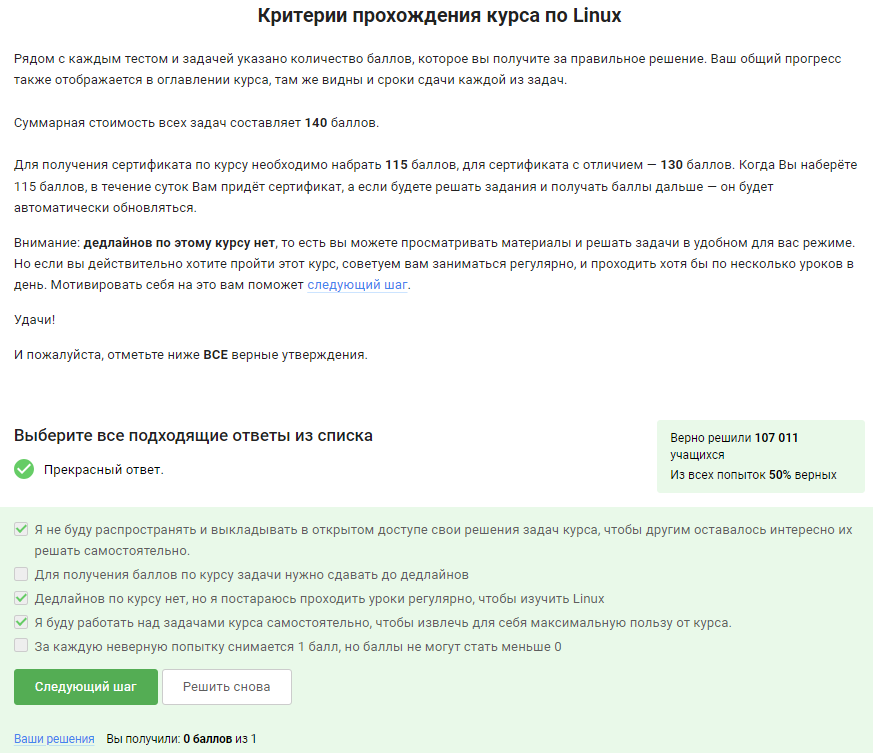 Критерии прохождения курса по Linux
Рядом с каждым тестом и задачей указано количество баллов, которое вы получите за правильное решение. Ваш общий прогресс
также отображается в оглавлении курса, там же видны и сроки сдачи каждой из задач.
Суммарная стоимость всех задач составляет 140 баллов.
Для получения сертификата по курсу необходимо набрать 115 баллов, для сертификата с отличием — 130 баллов. Когда Вы наберёте
115 баллов, в течение суток Вам придёт сертификат, а если будете решать задания и получать баллы дальше — он будет
автоматически обновляться.
Внимание: дедлайнов по этому курсу нет, то есть вы можете просматривать материалы и решать задачи в удобном для вас режиме.
Но если вы действительно хотите пройти этот курс, советуем вам заниматься регулярно, и проходить хотя бы по несколько уроков в
день. Мотивировать себя на это вам поможет следующий шаг.
Удачи!
И пожалуйста, отметьте ниже ВСЕ верные утверждения.
Выберите все подходящие ответы из списка
Прекрасный ответ.
Верно решили 107 011
учащихся
Из всех попыток 50% верных
Я не буду распространять и выкладывать в открытом доступе свои решения задач курса, чтобы другим оставалось интересно их
решать самостоятельно.
Для получения баллов по курсу задачи нужно сдавать до дедлайнов
Дедлайнов по курсу нет, но я постараюсь проходить уроки регулярно, чтобы изучить Linux
Я буду работать над задачами курса самостоятельно, чтобы извлечь для себя максимальную пользу от курса.
За каждую неверную попытку снимается 1 балл, но баллы не могут стать меньше 0
Следующий шаг
Решить снова
Ваши решения Вы получили: 0 баллов из 1